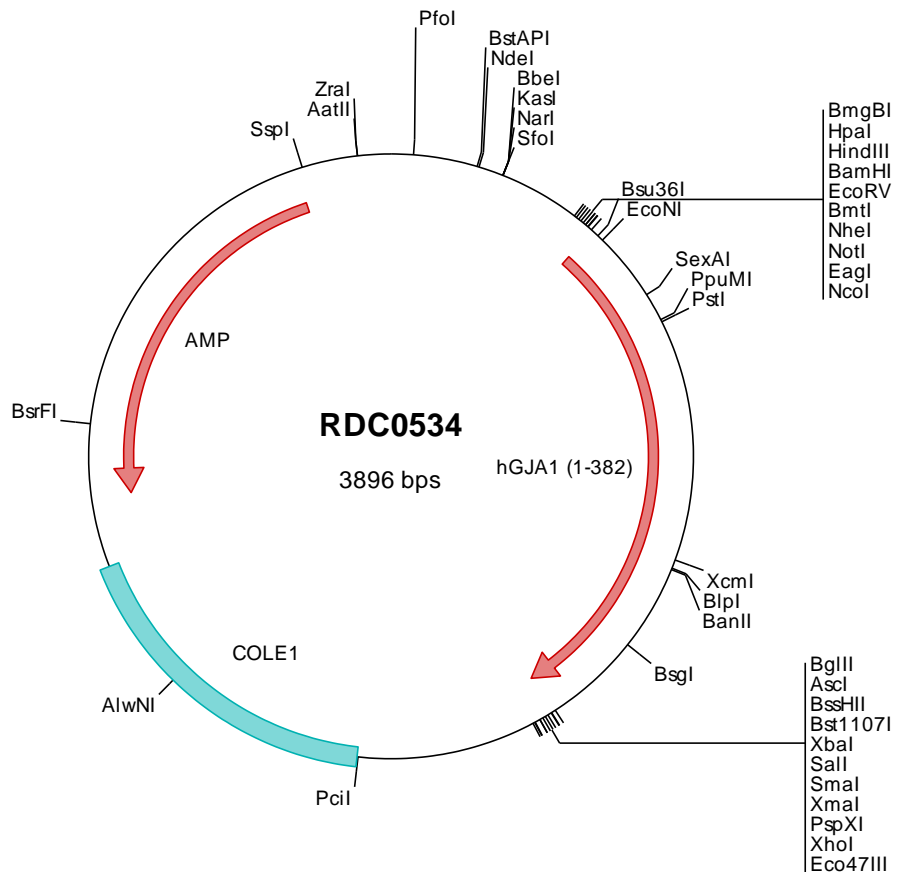 PfoI
BstAPI
NdeI
BbeI
KasI
NarI
SfoI
ZraI
AatII
SspI
BmgBI
HpaI
HindIII
BamHI
EcoRV
BmtI
NheI
NotI
EagI
NcoI
Bsu36I
EcoNI
SexAI
PpuMI
PstI
AMP
BsrFI
RDC0534
3896 bps
hGJA1 (1-382)
XcmI
BlpI
BanII
BsgI
COLE1
AlwNI
PciI
BglII
AscI
BssHII
Bst1107I
XbaI
SalI
SmaI
XmaI
PspXI
XhoI
Eco47III